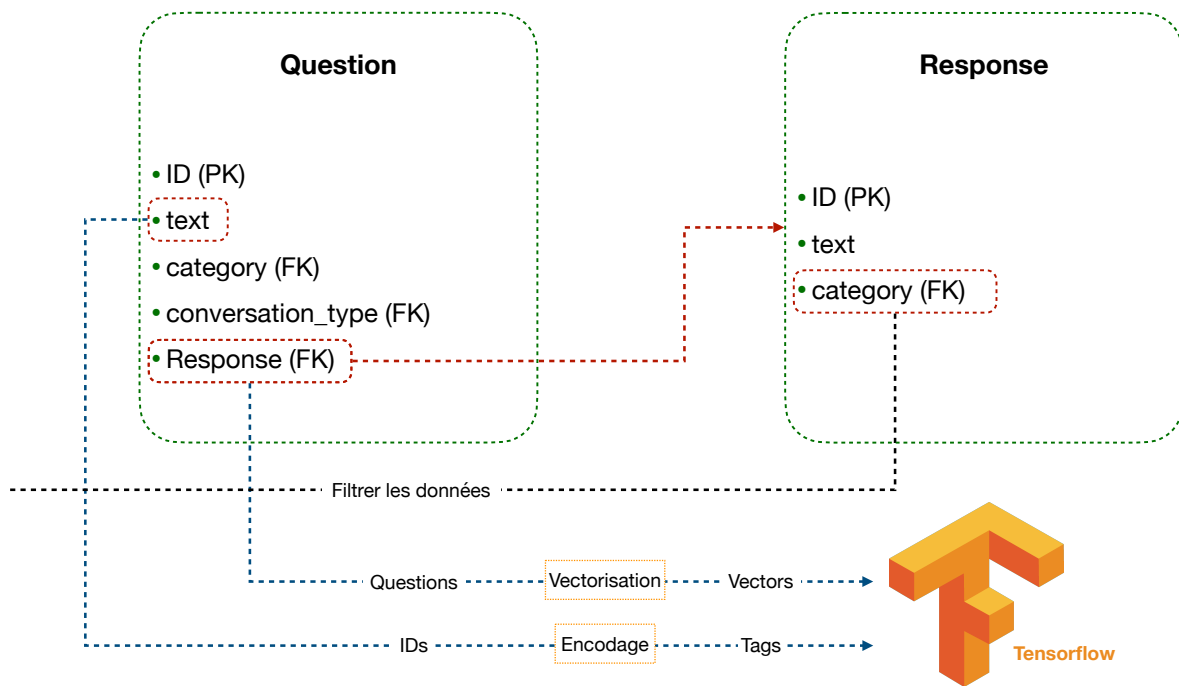 Question
• ID (PK)
• text
• category (FK)
• conversation_type (FK)
• Response (FK)
Response
• ID (PK)
• text
• category (FK)
Filtrer les données
Questions
Vectorisation
Vectors
IDs
Encodage
Tags
Tensorflow